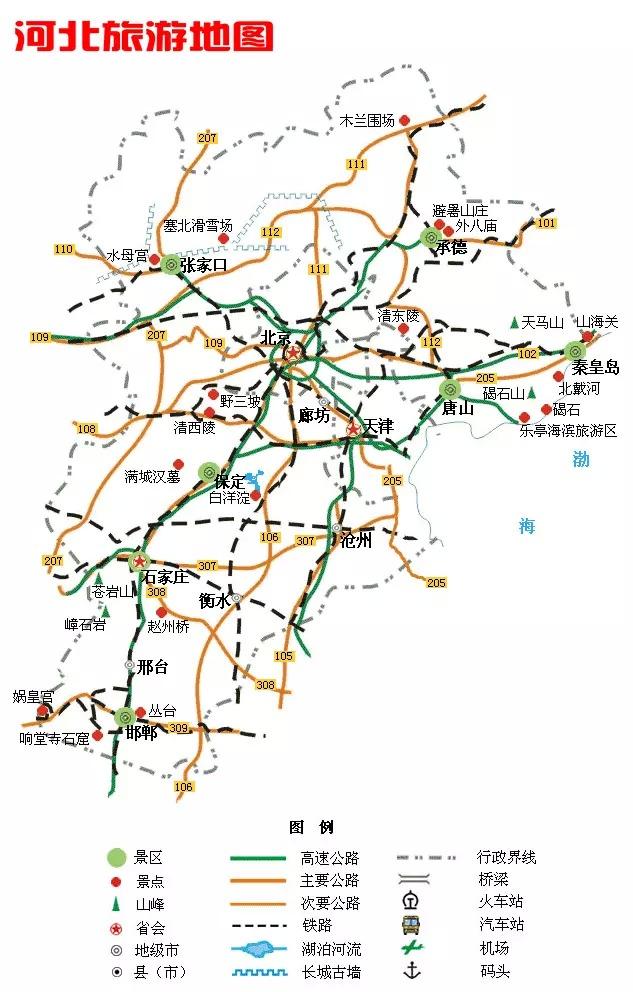 河北旅游地图
木兰围场
207
111
避暑山庄
外八庙
101
塞北滑雪场
112
承德
110
水母宫
张家口
111
清东陵
天马山
山海关
109
207
109
北京
112
102
秦皇岛
205
北戴河
碣石山
碣石
唐山
乐亭海滨旅游区
野三坡
廊坊
清西陵
天津
108
渤
海
满城汉墓
保定
白洋淀
205
106
307
沧州
207
307
205
石家庄
苍岩山
308
衡水
嶂石岩
赵州桥
105
邢台
308
娲皇宫
丛台
309
响堂寺石窟
邯郸
106
图 例
景区
高速公路
行政界线
景点
主要公路
桥梁
山峰
次要公路
火车站
省会
铁路
汽车站
地级市
湖泊河流
机场
县(市)
长城古墙
码头